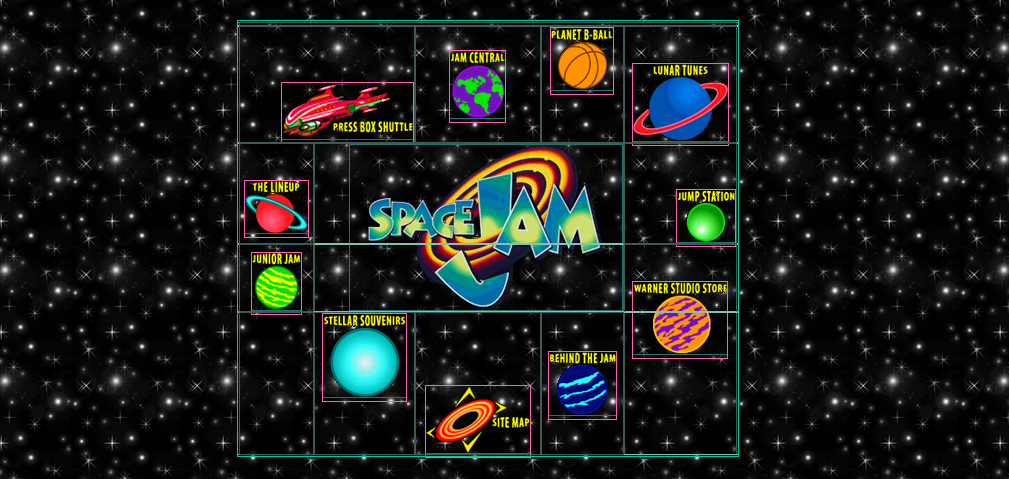 PLANET B-BALL
JAM CENTRAL
LUNAR TUNES
PRESS BOX SHUTTLE
THE LINEUP
JUMP STATION
SPACE JAM
JUNIOR JAM
WARNER STUDIO STORE
STELLAR SOUVENIRS
BEHIND THE JAM
SITE MAP